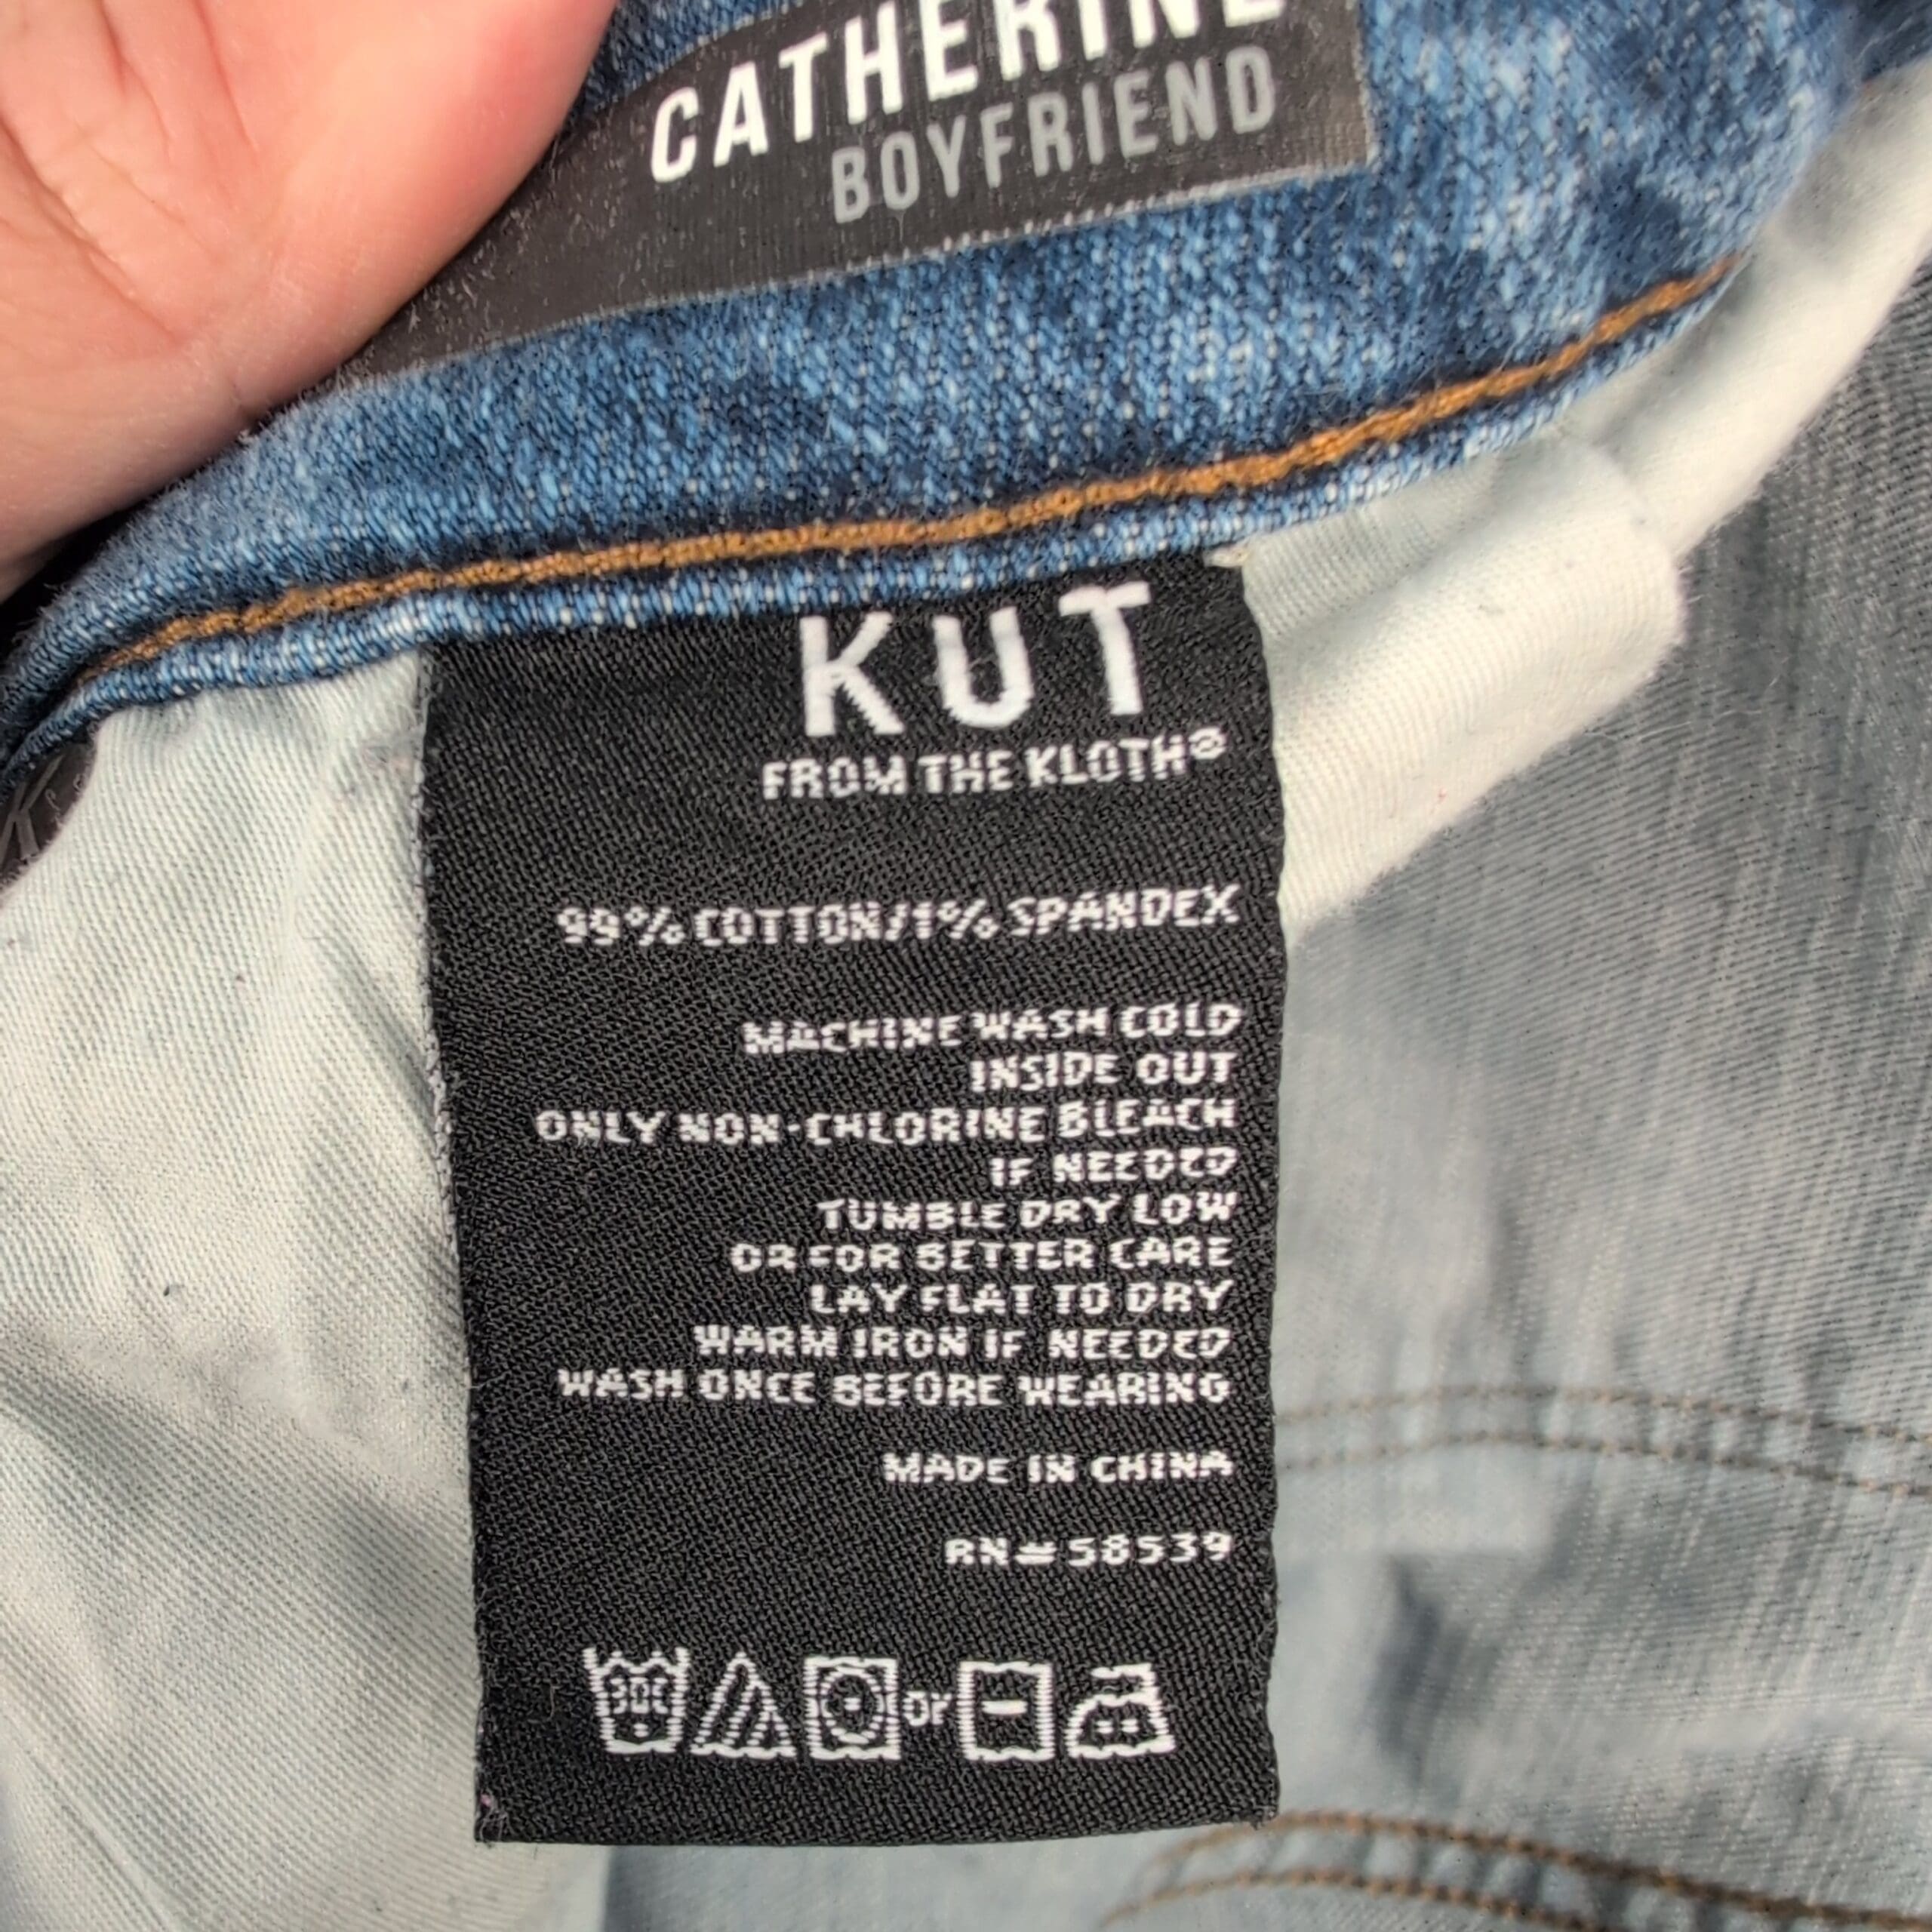 CATHERINE
BOYFRIEND
KUT
FROM THE KLOTH®
99% COTTON/1% SPANDEX
MACHINE WASH COLD
INSIDE OUT
ONLY NON-CHLORINE BLEACH
IF NEEDED
TUMBLE DRY LOW
OR FOR BETTER CARE
LAY FLAT TO DRY
WARM IRON IF NEEDED
WASH ONCE BEFORE WEARING
MADE IN CHINA
RN#58539
30C
or
K